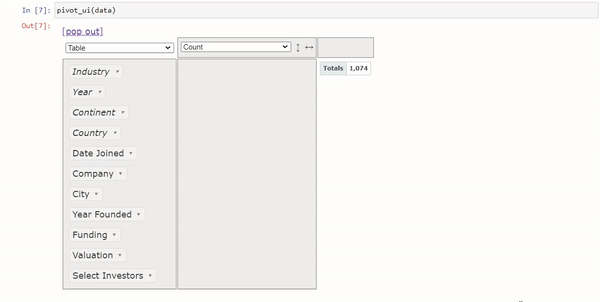 In [7]: pivot_ui(data)
Out[7]:
[pop out]
Table
Count
Totals 1,074
Industry
Year
Continent
Country
Date Joined
Company
City
Year Founded
Funding
Valuation
Select Investors